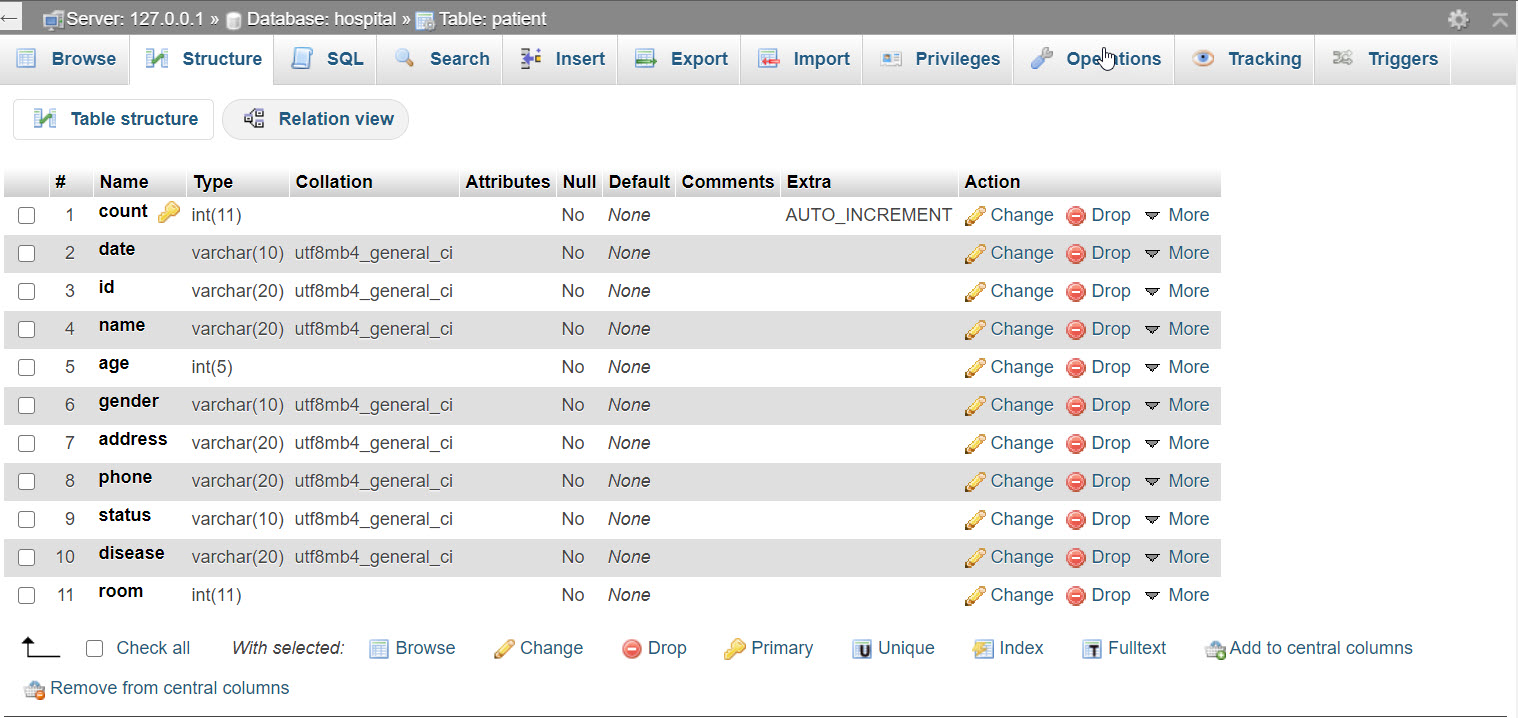 Server: 127.0.0.1 » Database: hospital » Table: patient
Browse Structure SQL Search Insert Export Import Privileges Operations Tracking Triggers
Table structure Relation view
# Name Type Collation Attributes Null Default Comments Extra Action
1 count int(11) No None AUTO_INCREMENT Change Drop More
2 date varchar(10) utf8mb4_general_ci No None Change Drop More
3 id varchar(20) utf8mb4_general_ci No None Change Drop More
4 name varchar(20) utf8mb4_general_ci No None Change Drop More
5 age int(5) No None Change Drop More
6 gender varchar(10) utf8mb4_general_ci No None Change Drop More
7 address varchar(20) utf8mb4_general_ci No None Change Drop More
8 phone varchar(20) utf8mb4_general_ci No None Change Drop More
9 status varchar(10) utf8mb4_general_ci No None Change Drop More
10 disease varchar(20) utf8mb4_general_ci No None Change Drop More
11 room int(11) No None Change Drop More
Check all With selected: Browse Change Drop Primary Unique Index Fulltext Add to central columns
Remove from central columns